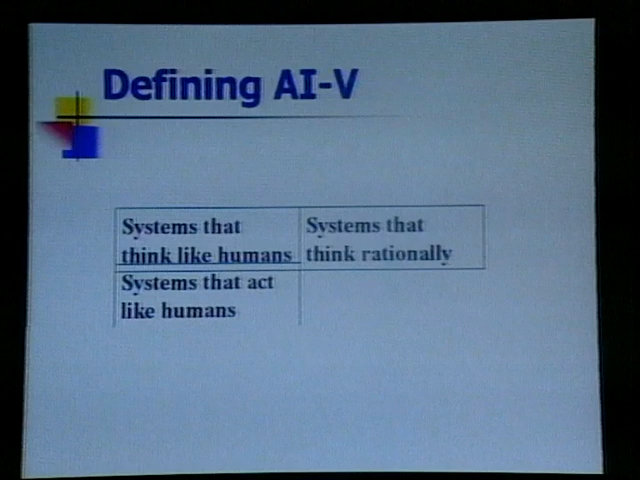 Defining AI-V
Systems that
think like humans
Systems that
think rationally
Systems that act
like humans